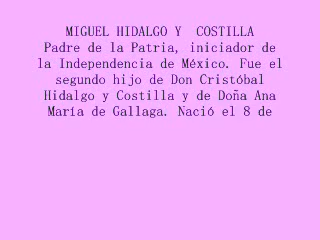 MIGUEL HIDALGO Y  COSTILLA
Padre de la Patria, iniciador de
la Independencia de México. Fue el
segundo hijo de Don Cristóbal
Hidalgo y Costilla y de Doña Ana
María de Gallaga. Nació el 8 de